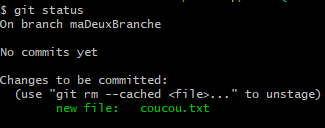 $ git status
On branch maDeuxBranche
No commits yet
Changes to be committed:
(use "git rm --cached <file>..." to unstage)
new file:   coucou.txt